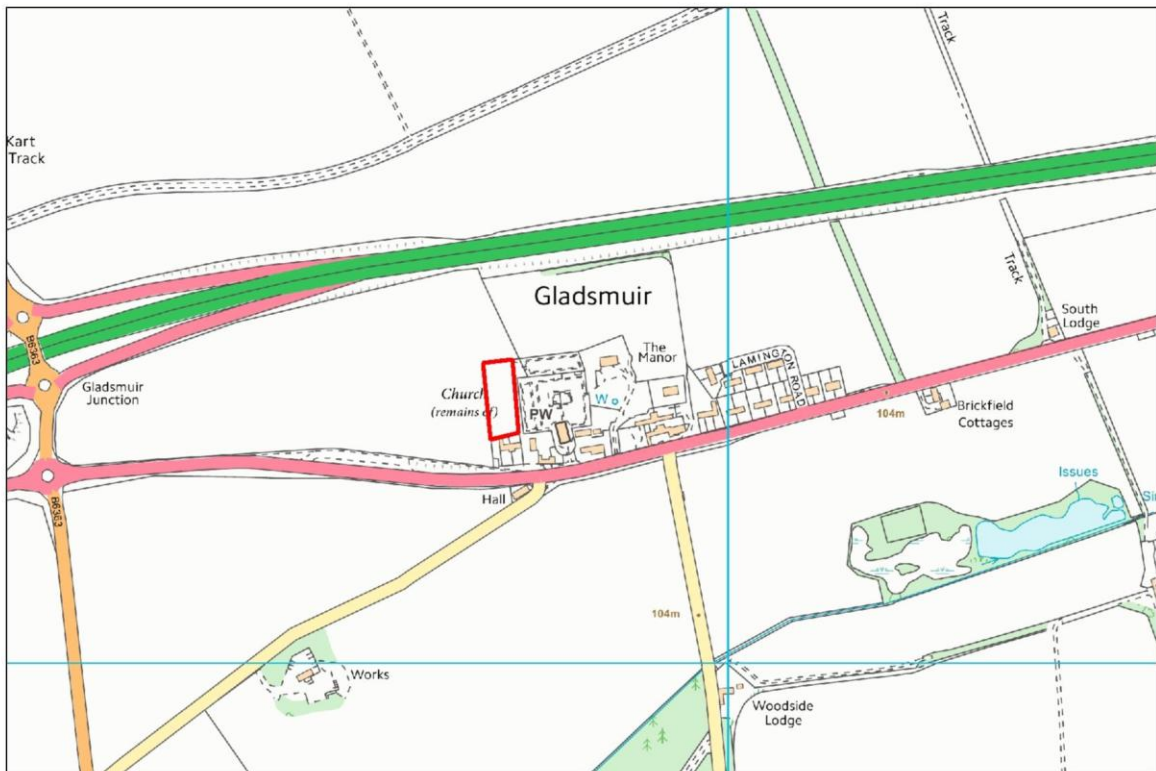 Track
Kart
Track
Gladsmuir
Track
South
Lodge
B6363
The
Manor
LAMINGTON ROAD
Gladsmuir
Junction
Church
(remains of)
W
PW
104m
Brickfield
Cottages
Issues
Hall
B6363
104m
Works
Woodside
Lodge